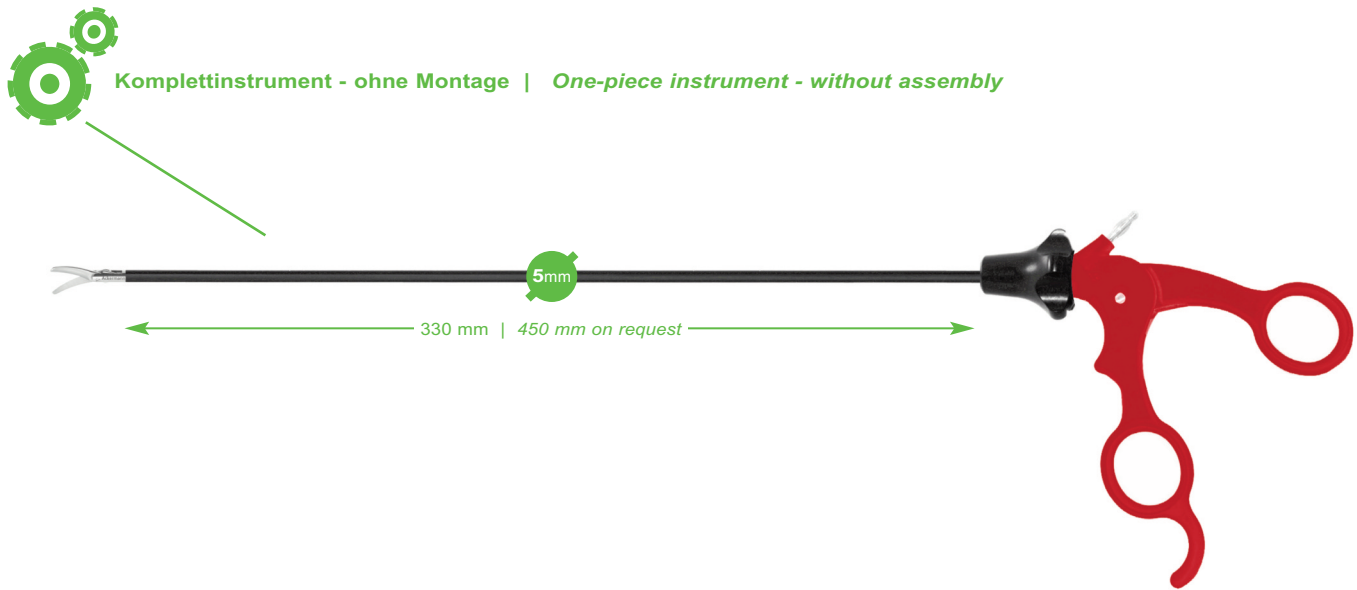 Komplettinstrument - ohne Montage | One-piece instrument - without assembly
5mm
330 mm | 450 mm on request